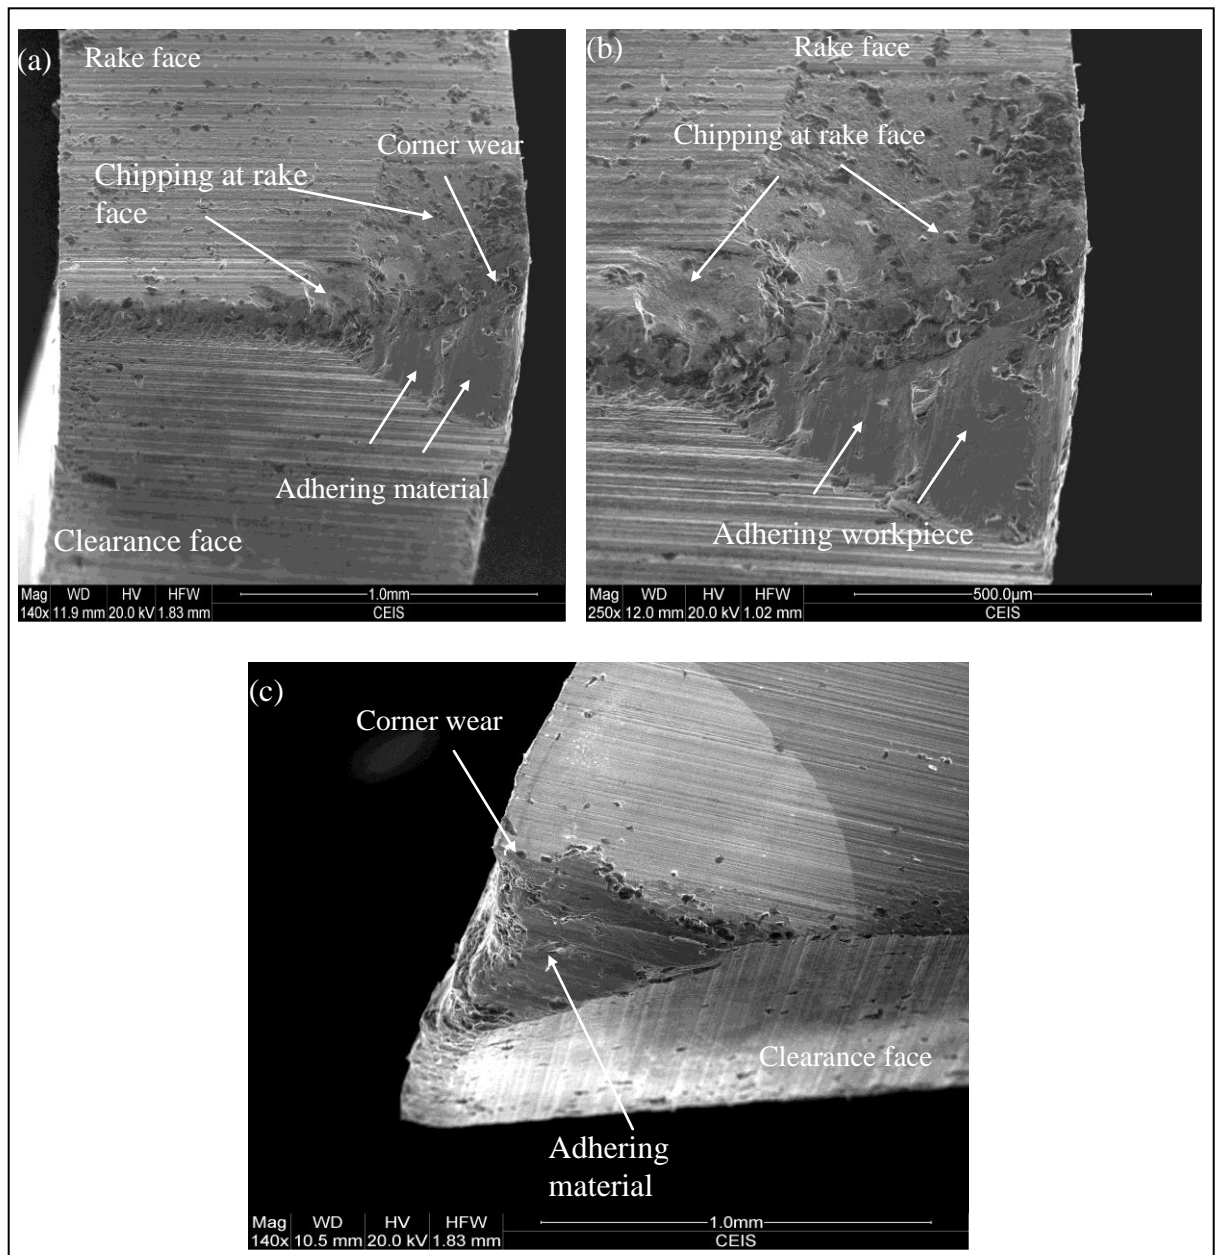 (a)
Rake face
Corner wear
Chipping at rake
face
Adhering material
Clearance face
Mag WD HV HFW 1.0mm
140x 11.9 mm 20.0 kV 1.83 mm CEIS
(b)
Rake face
Chipping at rake face
Adhering workpiece
Mag WD HV HFW 500.0µm
250x 12.0 mm 20.0 kV 1.02 mm CEIS
(c)
Corner wear
Clearance face
Adhering
material
Mag WD HV HFW 1.0mm
140x 10.5 mm 20.0 kV 1.83 mm CEIS